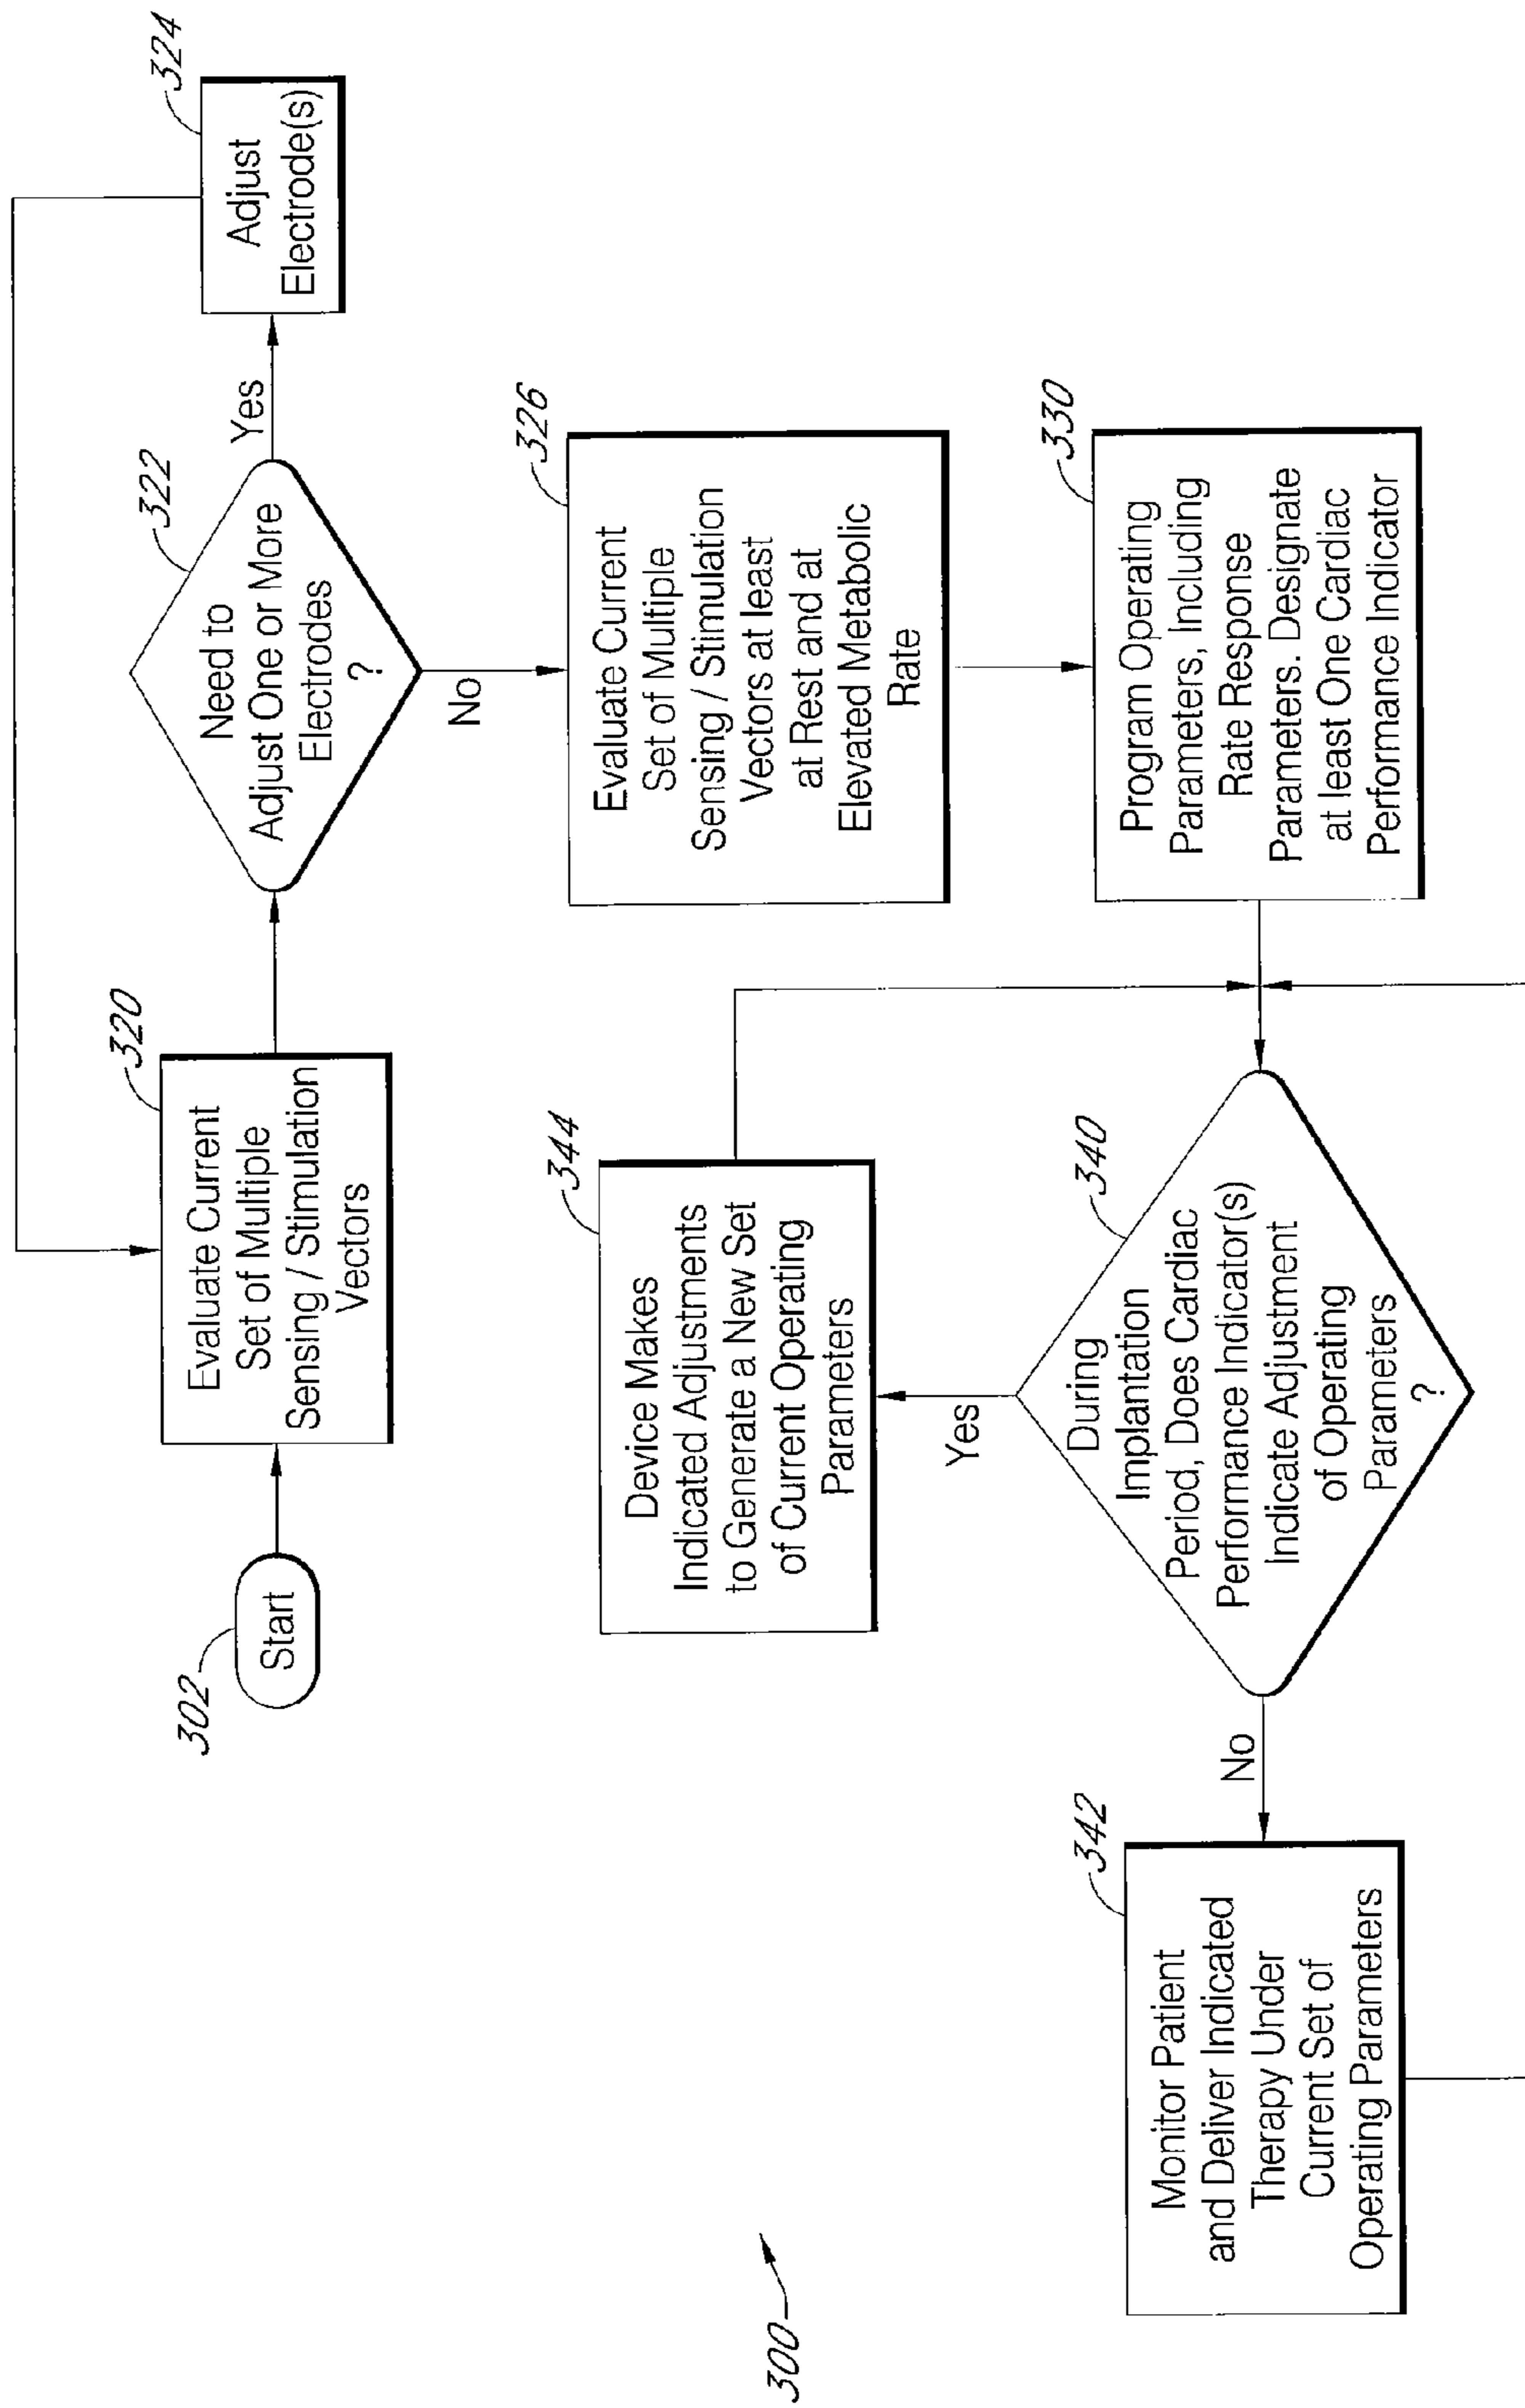 300
302
Start
320
Evaluate Current
Set of Multiple
Sensing / Stimulation
Vectors
322
Need to
Adjust One or More
Electrodes
?
Yes
324
Adjust
Electrode(s)
No
326
Evaluate Current
Set of Multiple
Sensing / Stimulation
Vectors at least
at Rest and at
Elevated Metabolic
Rate
330
Program Operating
Parameters, Including
Rate Response
Parameters. Designate
at least One Cardiac
Performance Indicator
340
During
Implantation
Period, Does Cardiac
Performance Indicator(s)
Indicate Adjustment
of Operating
Parameters
?
Yes
344
Device Makes
Indicated Adjustments
to Generate a New Set
of Current Operating
Parameters
No
342
Monitor Patient
and Deliver Indicated
Therapy Under
Current Set of
Operating Parameters